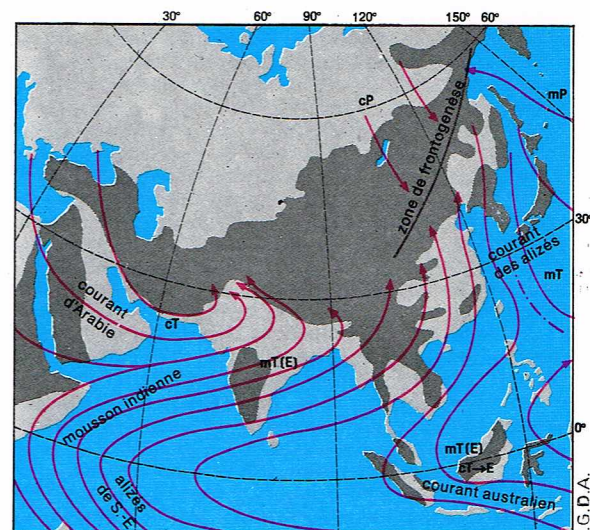 30° 60° 90° 150° 60°
cP
mP
zone de frontogenèse
30°
courant
des alizés
mT
courant
d'Arabie
cT
mT(E)
mousson indienne
0°
mT(E)
cT→E
alizés
de S.-E.
courant australien
.G.D.A.